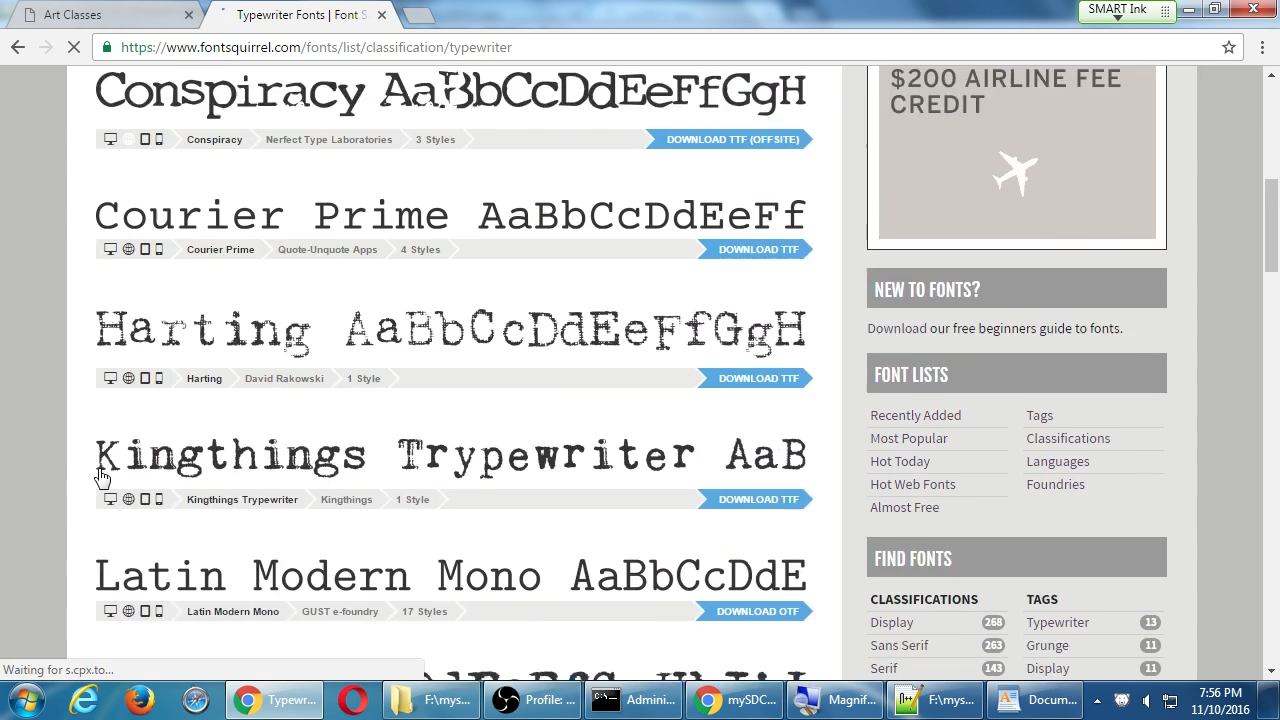 Art Classes
Typewriter Fonts | Font S
SMART Ink
https://www.fontsquirrel.com/fonts/list/classification/typewriter
Conspiracy AaBbCcDdEeFfGgH
Conspiracy Nerfect Type Laboratories 3 Styles DOWNLOAD TTF (OFFSITE)
Courier Prime AaBbCcDdEeFf
Courier Prime Quote-Unquote Apps 4 Styles DOWNLOAD TTF
Harting AaBbCcDdEeFfGgH
Harting David Rakowski 1 Style DOWNLOAD TTF
Kingthings Trypewriter AaB
Kingthings Typewriter Kingthings 1 Style DOWNLOAD TTF
Latin Modern Mono AaBbCcDdE
Latin Modern Mono GUST e-foundry 17 Styles DOWNLOAD OTF
$200 AIRLINE FEE
CREDIT
NEW TO FONTS?
Download our free beginners guide to fonts.
FONT LISTS
Recently Added Tags
Most Popular Classifications
Hot Today Languages
Hot Web Fonts Foundries
Almost Free
FIND FONTS
CLASSIFICATIONS TAGS
Display 268 Typewriter 13
Sans Serif 263 Grunge 11
Serif 143 Display 11
Waiting for s.cpx.to...
Typewr... F:\mys... Profile: ... Admini... mySDC... Magnif... F:\mys... Docum...
7:56 PM
11/10/2016